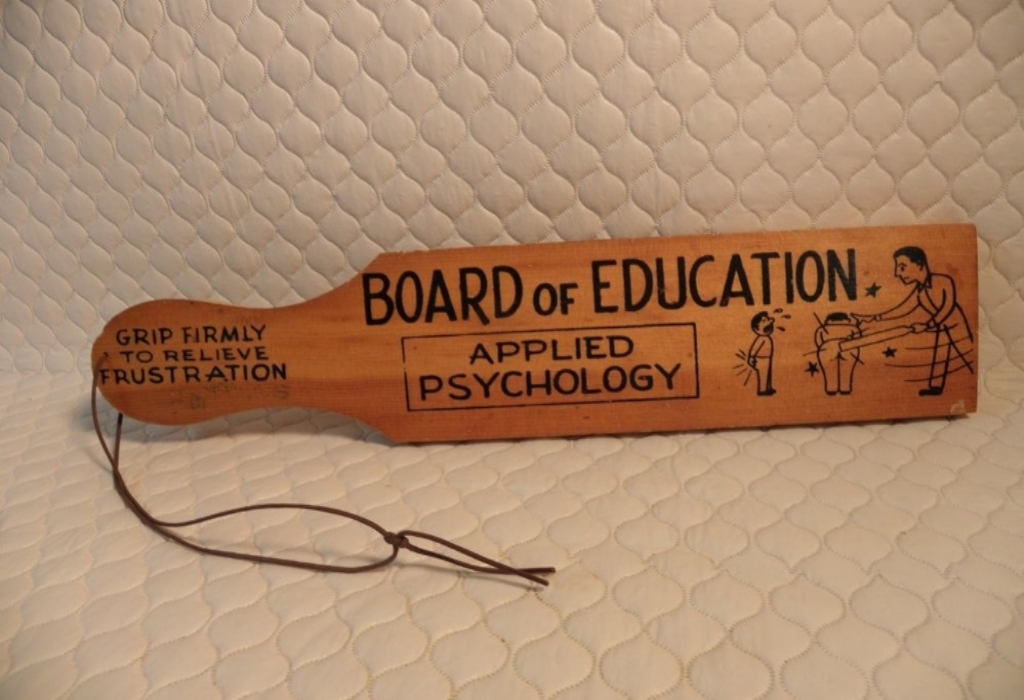 GRIP FIRMLY
TO RELIEVE
FRUSTRATION
BOARD OF EDUCATION
APPLIED
PSYCHOLOGY